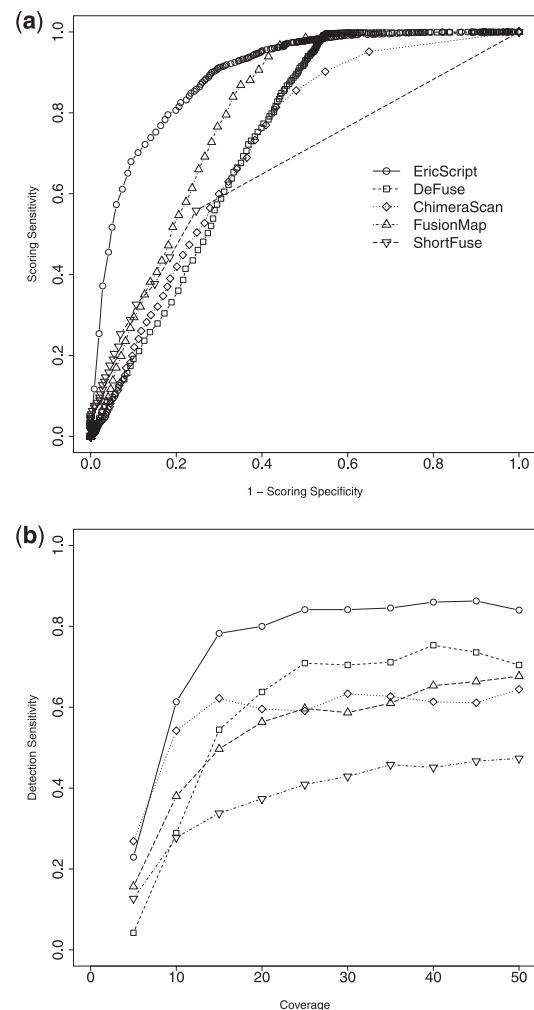 (a)
1.0
0.8
0.6
0.4
0.2
0.0
Scoring Sensitivity
EricScript
DeFuse
ChimeraScan
FusionMap
ShortFuse
0.0 0.2 0.4 0.6 0.8 1.0
1 − Scoring Specificity
(b)
1.0
0.8
0.6
0.4
0.2
0.0
Detection Sensitivity
0 10 20 30 40 50
Coverage